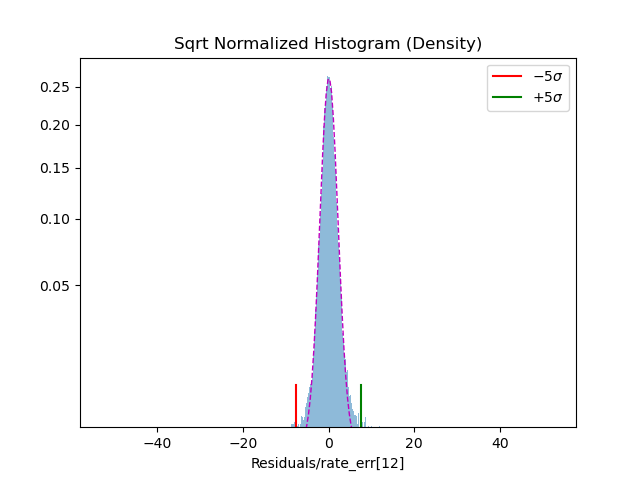 Sqrt Normalized Histogram (Density)
−5σ
+5σ
0.25
0.20
0.15
0.10
0.05
−40 −20 0 20 40
Residuals/rate_err[12]